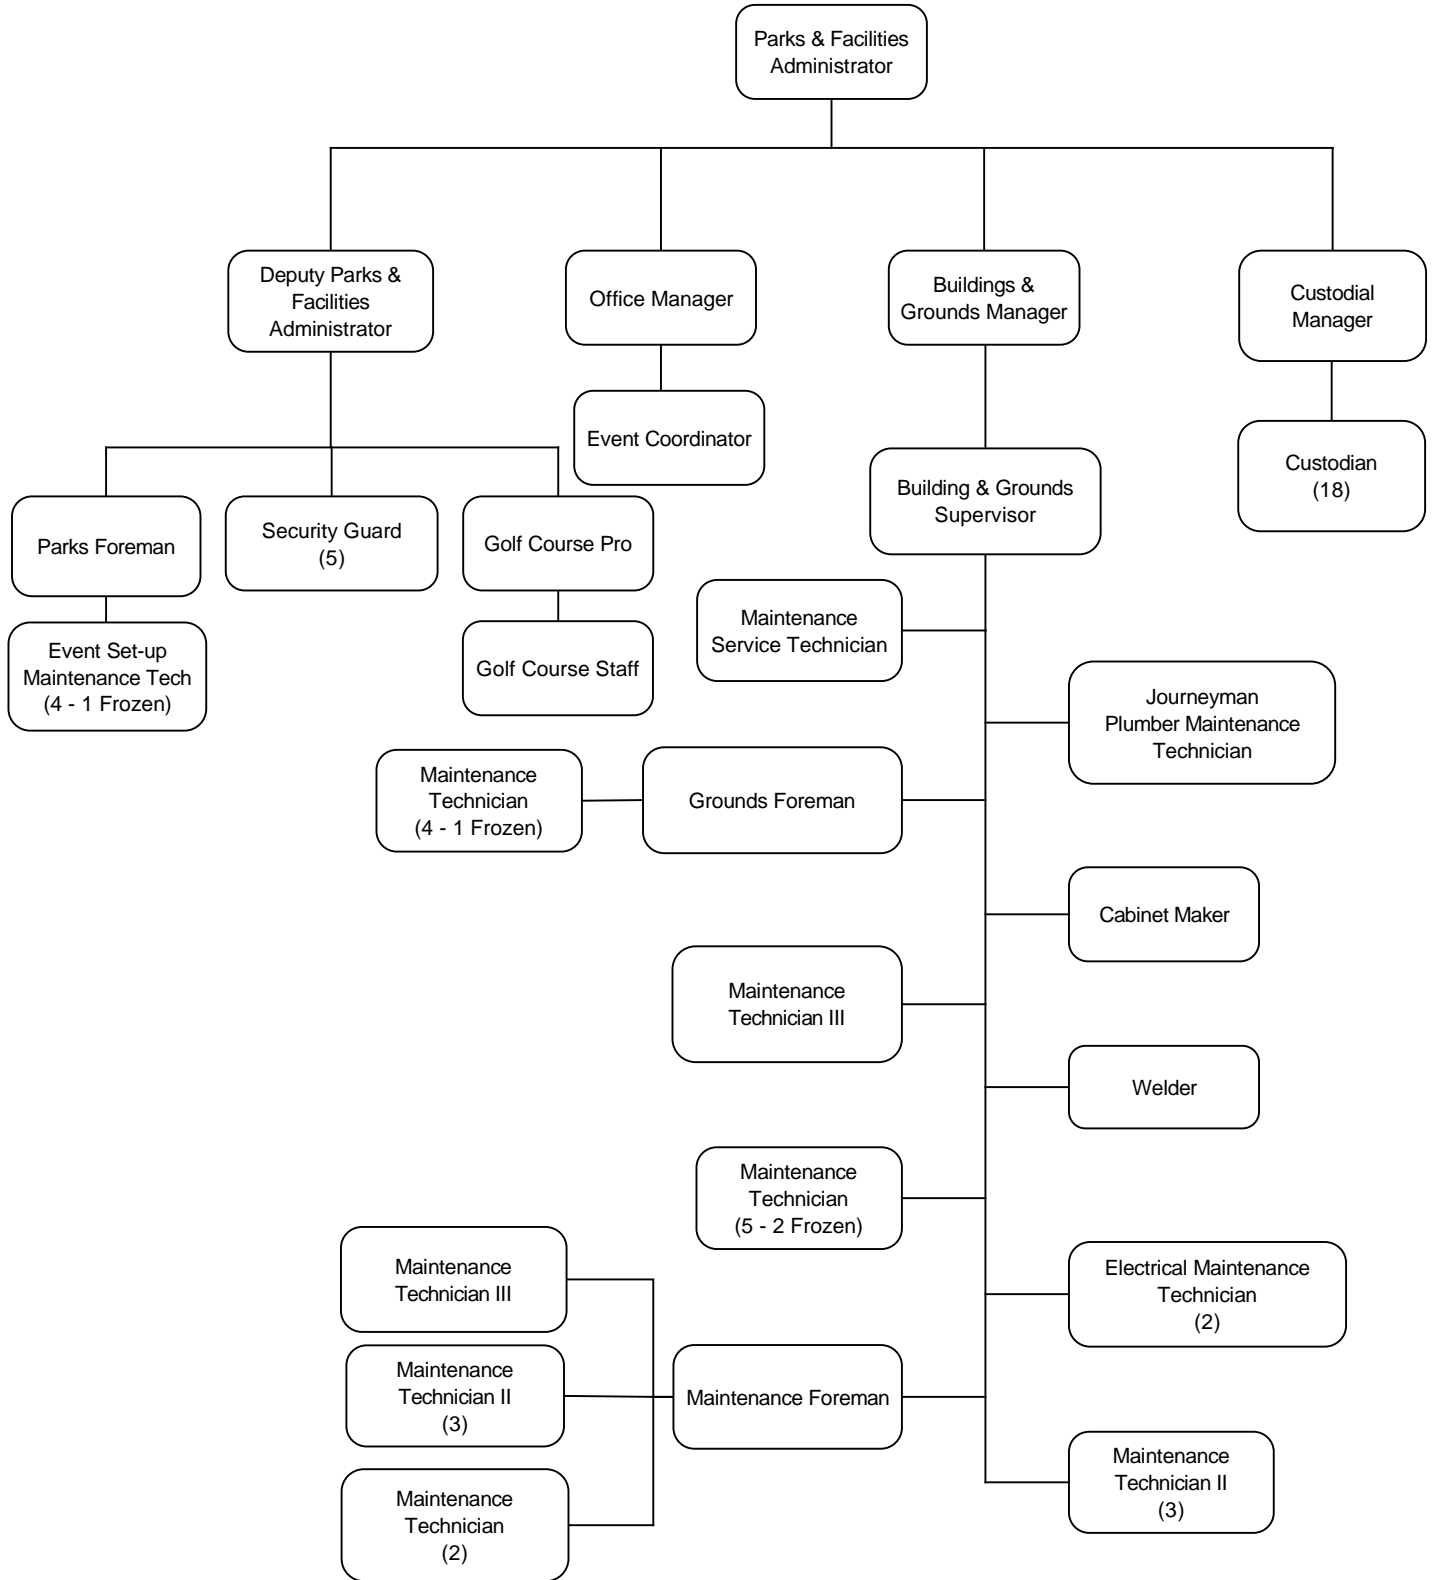 Parks & Facilities
Administrator
Deputy Parks &
Facilities
Administrator
Office Manager
Buildings &
Grounds Manager
Custodial
Manager
Event Coordinator
Custodian
(18)
Building & Grounds
Supervisor
Parks Foreman
Security Guard
(5)
Golf Course Pro
Event Set-up
Maintenance Tech
(4 - 1 Frozen)
Golf Course Staff
Maintenance
Service Technician
Journeyman
Plumber Maintenance
Technician
Maintenance
Technician
(4 - 1 Frozen)
Grounds Foreman
Cabinet Maker
Maintenance
Technician III
Welder
Maintenance
Technician
(5 - 2 Frozen)
Maintenance
Technician III
Electrical Maintenance
Technician
(2)
Maintenance
Technician II
(3)
Maintenance Foreman
Maintenance
Technician II
(3)
Maintenance
Technician
(2)